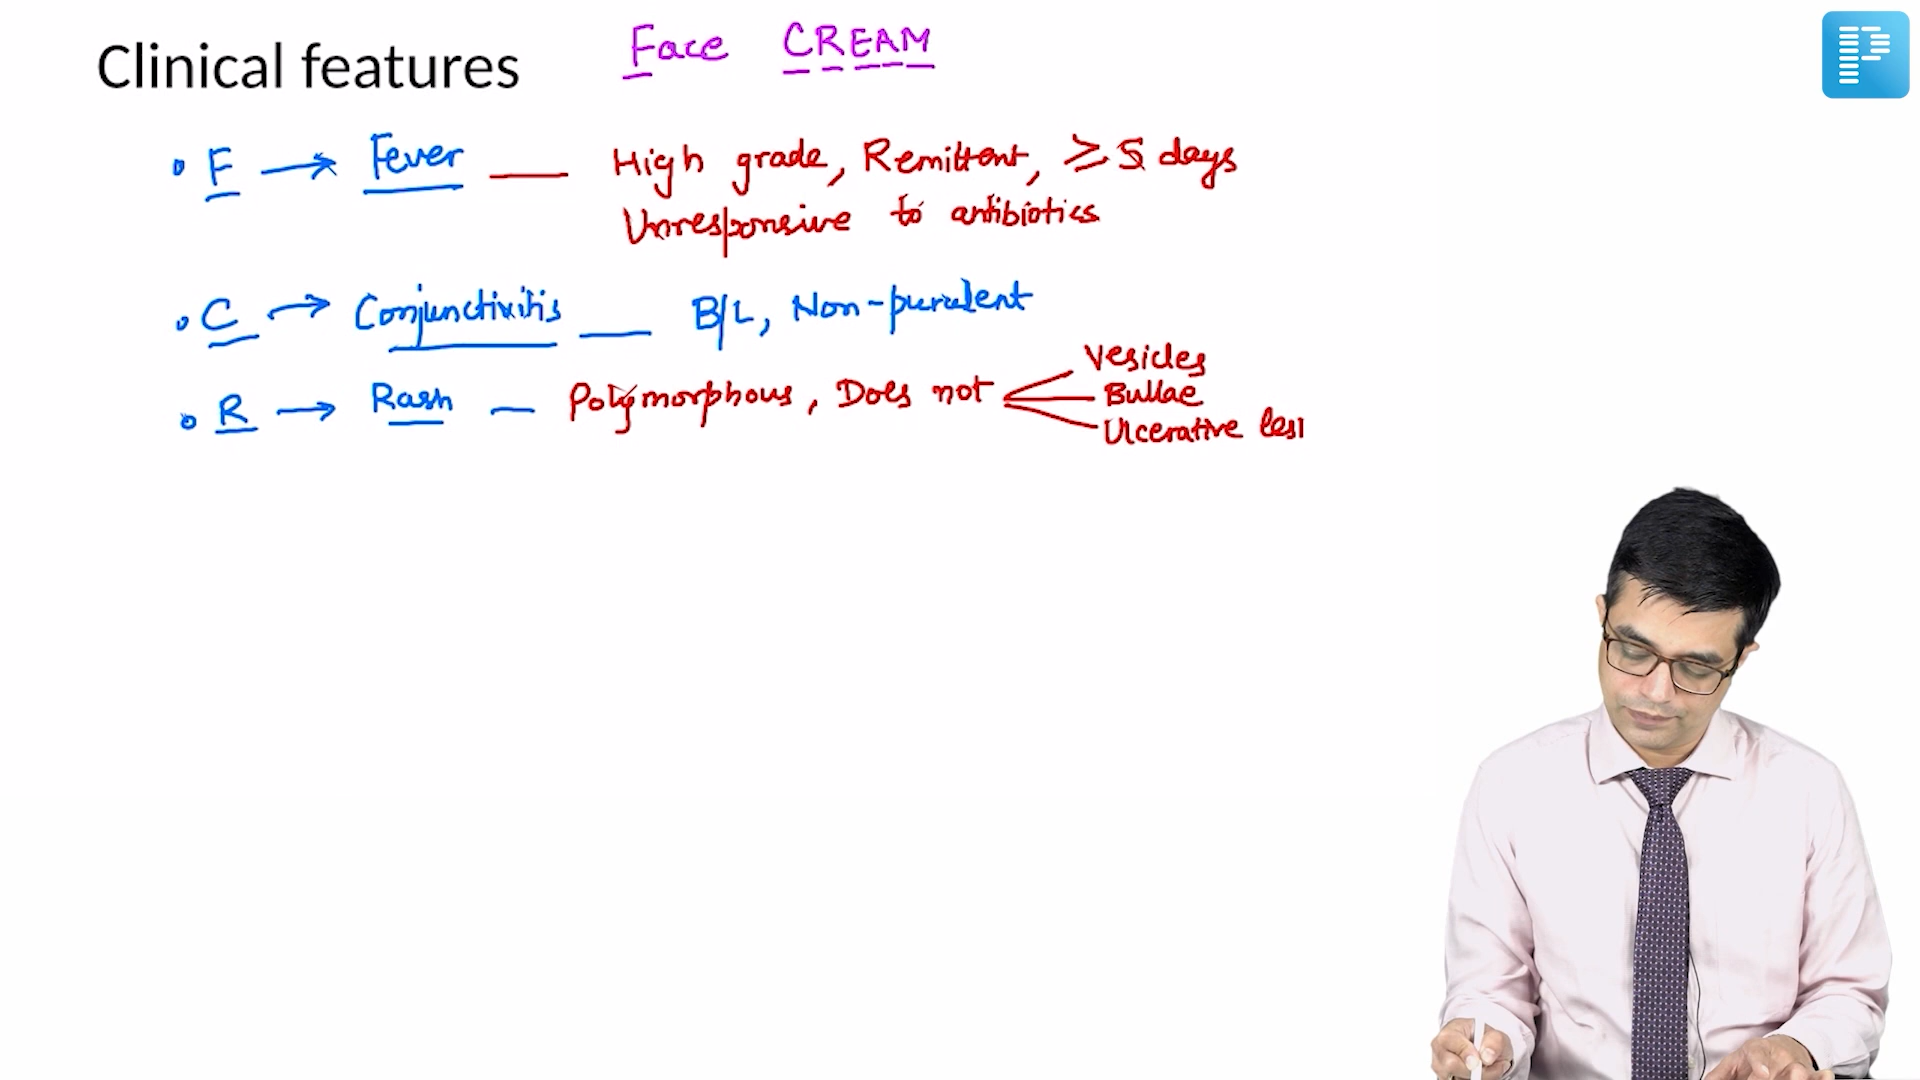 Clinical features
Face CREAM
F → Fever — High grade, Remittent, ≥ 5 days
Unresponsive to antibiotics
C → Conjunctivitis — B/L, Non-purulent
R → Rash — Polymorphous, Does not
Vesicles
Bullae
Ulcerative lesi